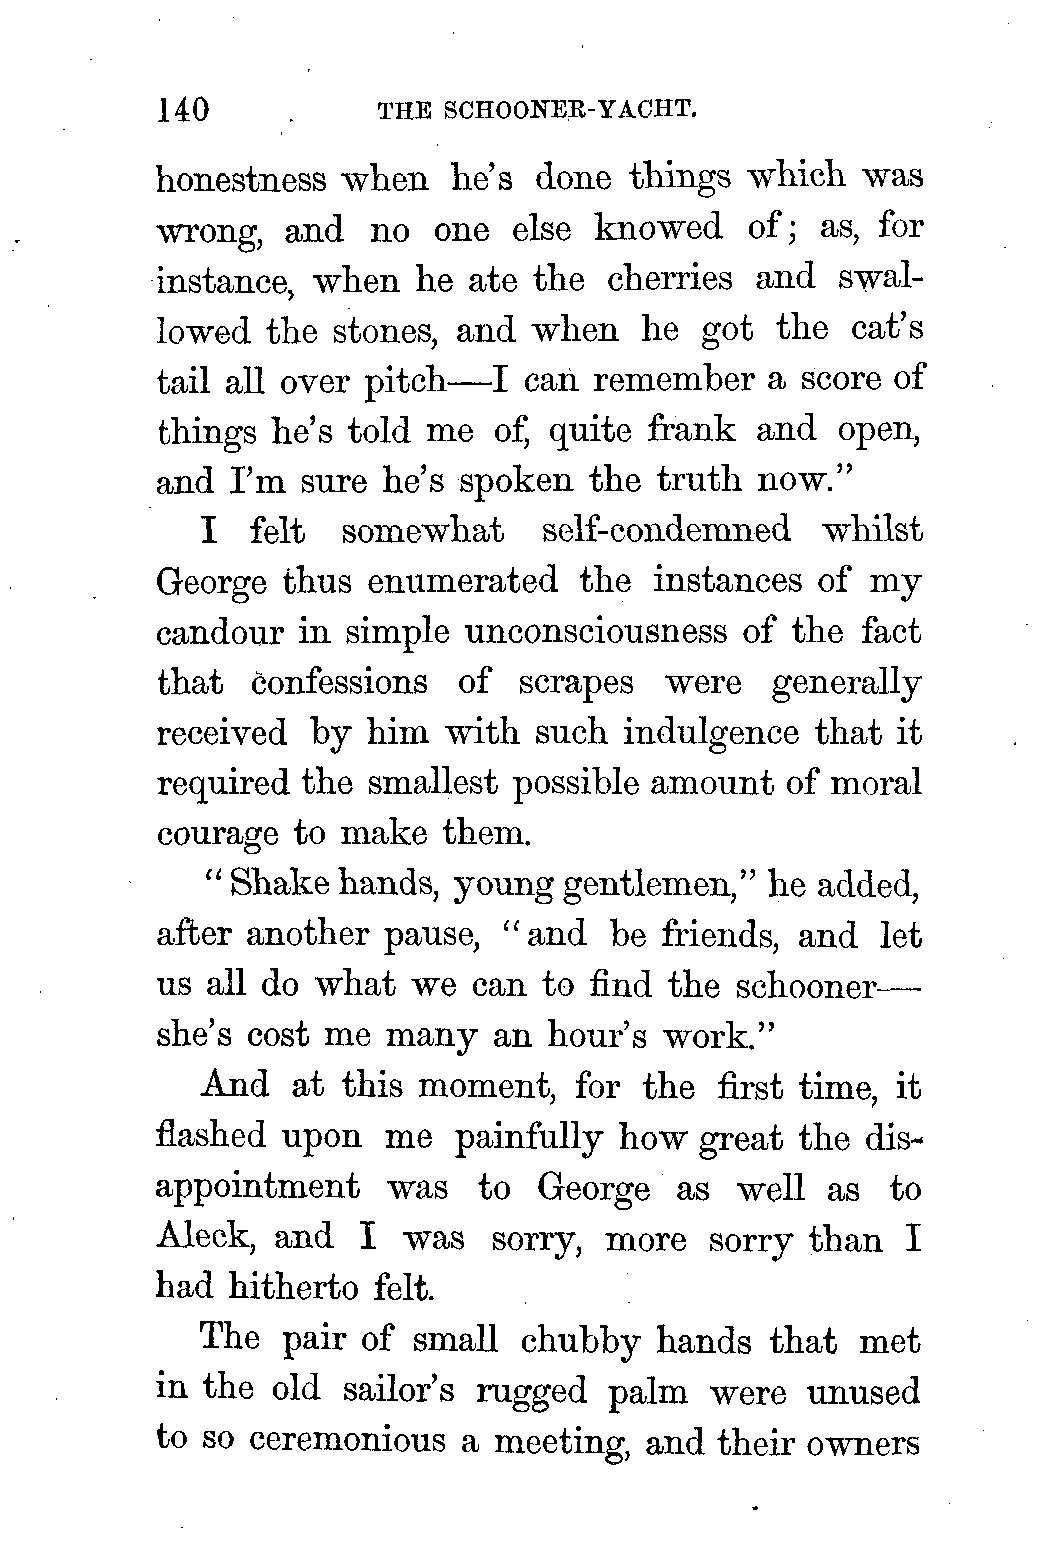 140 THE SCHOONER-YACHT.
honestness when he's done things which was
wrong, and no one else knowed of; as, for
instance, when he ate the cherries and swal-
lowed the stones, and when he got the cat's
tail all over pitch—I can remember a score of
things he's told me of, quite frank and open,
and I'm sure he's spoken the truth now."
I felt somewhat self-condemned whilst
George thus enumerated the instances of my
candour in simple unconsciousness of the fact
that confessions of scrapes were generally
received by him with such indulgence that it
required the smallest possible amount of moral
courage to make them.
"Shake hands, young gentlemen," he added,
after another pause, "and be friends, and let
us all do what we can to find the schooner—
she's cost me many an hour's work."
And at this moment, for the first time, it
flashed upon me painfully how great the dis-
appointment was to George as well as to
Aleck, and I was sorry, more sorry than I
had hitherto felt.
The pair of small chubby hands that met
in the old sailor's rugged palm were unused
to so ceremonious a meeting, and their owners